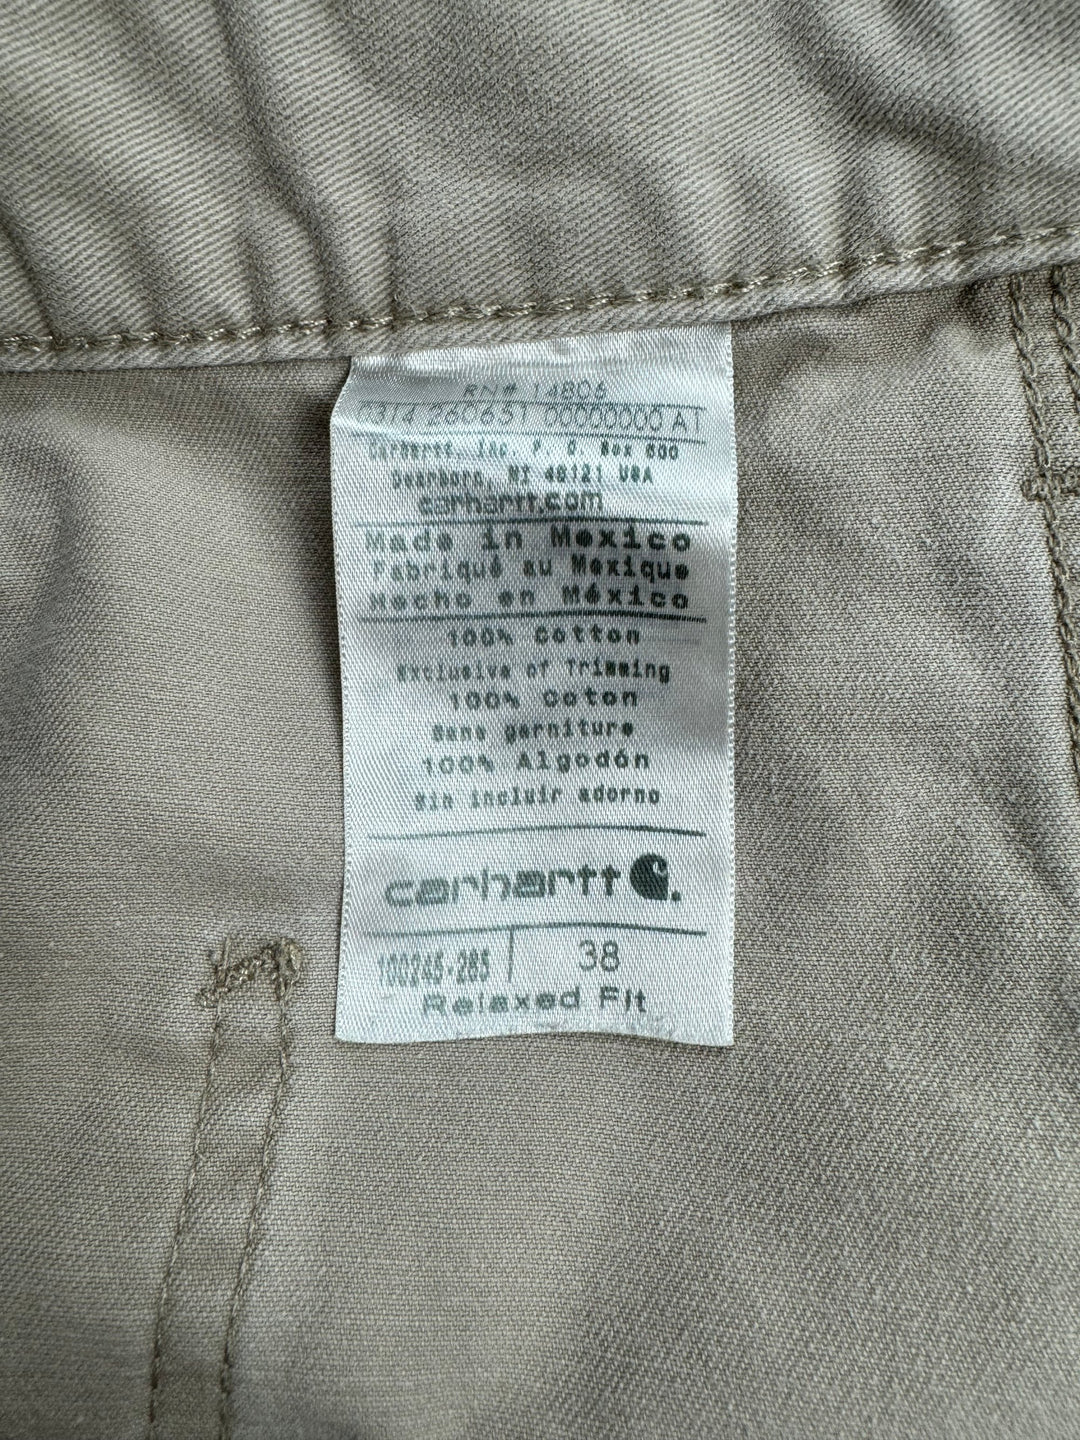 RN# 14806
0314 260651 00000000 A1
Carhartt, Inc. P. O. Box 600
Dearborn, MI 48121 USA
carhartt.com
Made in Mexico
Fabriqué au Mexique
Hecho en México
100% Cotton
Exclusive of Trimming
100% Coton
Sans garniture
100% Algodón
Sin incluir adorno
carhartt
100245-285 38
Relaxed Fit